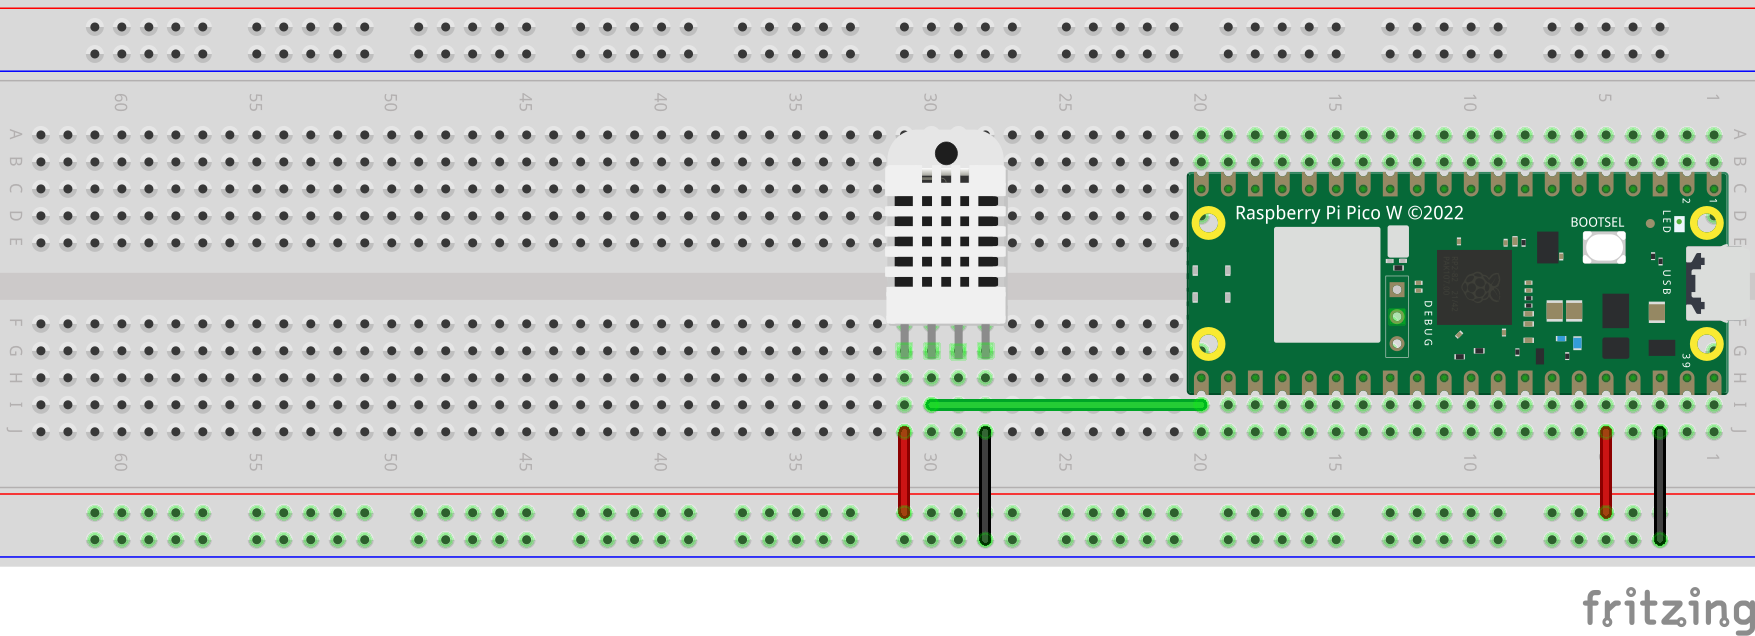 60 55 50 45 40 35 30 25 20 15 10 5 1
A A
B B
C C
D D
E E
2 1
Raspberry Pi Pico W ©2022
BOOTSEL
LED
USB
DEBUG
39
F F
G G
H H
I I
J J
60 55 50 45 40 35 30 25 20 15 10 1
fritzing